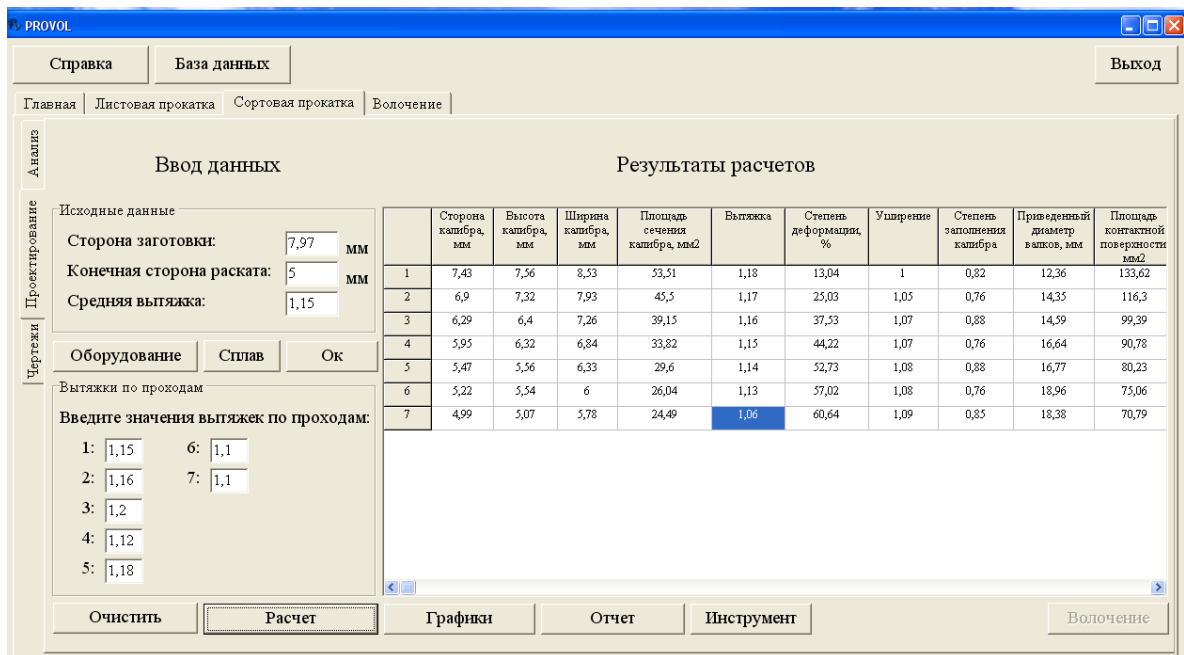 PROVOL
Справка База данных Выход
Главная Листовая прокатка Сортовая прокатка Волочение
Анализ
Проектирование
Чертежи
Ввод данных
Исходные данные
Сторона заготовки: 7,97 мм
Конечная сторона раската: 5 мм
Средняя вытяжка: 1,15
Оборудование Сплав Ок
Вытяжки по проходам
Введите значения вытяжек по проходам:
1: 1,15 6: 1,1
2: 1,16 7: 1,1
3: 1,2
4: 1,12
5: 1,18
Результаты расчетов
Сторона Высота Ширина Площадь Вытяжка Степень Уширение Степень Приведенный Площадь
калибра, калибра, калибра, сечения деформации, заполнения диаметр контактной
мм мм мм калибра, мм2 % калибра валков, мм поверхности
мм2
1 7,43 7,56 8,53 53,51 1,18 13,04 1 0,82 12,36 133,62
2 6,9 7,32 7,93 45,5 1,17 25,03 1,05 0,76 14,35 116,3
3 6,29 6,4 7,26 39,15 1,16 37,53 1,07 0,88 14,59 99,39
4 5,95 6,32 6,84 33,82 1,15 44,22 1,07 0,76 16,64 90,78
5 5,47 5,56 6,33 29,6 1,14 52,73 1,08 0,88 16,77 80,23
6 5,22 5,54 6 26,04 1,13 57,02 1,08 0,76 18,96 75,06
7 4,99 5,07 5,78 24,49 1,06 60,64 1,09 0,85 18,38 70,79
Очистить Расчет Графики Отчет Инструмент Волочение